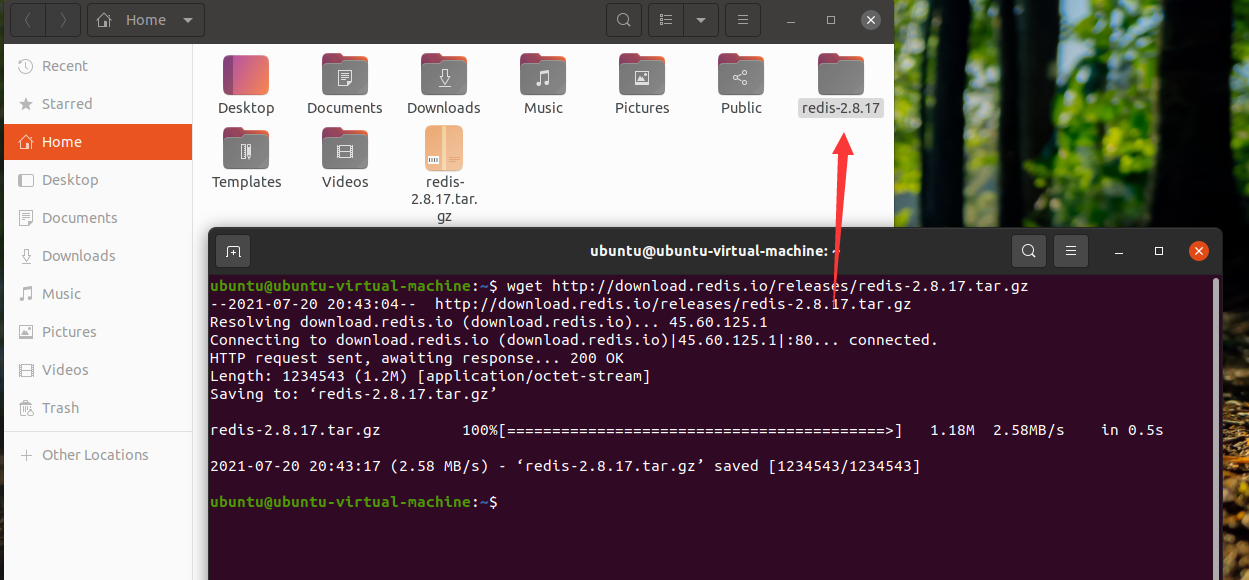 Home
Recent
Starred
Home
Desktop
Documents
Downloads
Music
Pictures
Videos
Trash
Other Locations
Desktop
Documents
Downloads
Music
Pictures
Public
redis-2.8.17
Templates
Videos
redis-
2.8.17.tar.
gz
ubuntu@ubuntu-virtual-machine: ~
ubuntu@ubuntu-virtual-machine:~$ wget http://download.redis.io/releases/redis-2.8.17.tar.gz
--2021-07-20 20:43:04--  http://download.redis.io/releases/redis-2.8.17.tar.gz
Resolving download.redis.io (download.redis.io)... 45.60.125.1
Connecting to download.redis.io (download.redis.io)|45.60.125.1|:80... connected.
HTTP request sent, awaiting response... 200 OK
Length: 1234543 (1.2M) [application/octet-stream]
Saving to: ‘redis-2.8.17.tar.gz’
redis-2.8.17.tar.gz         100%[==========================================>]   1.18M  2.58MB/s    in 0.5s
2021-07-20 20:43:17 (2.58 MB/s) - ‘redis-2.8.17.tar.gz’ saved [1234543/1234543]
ubuntu@ubuntu-virtual-machine:~$